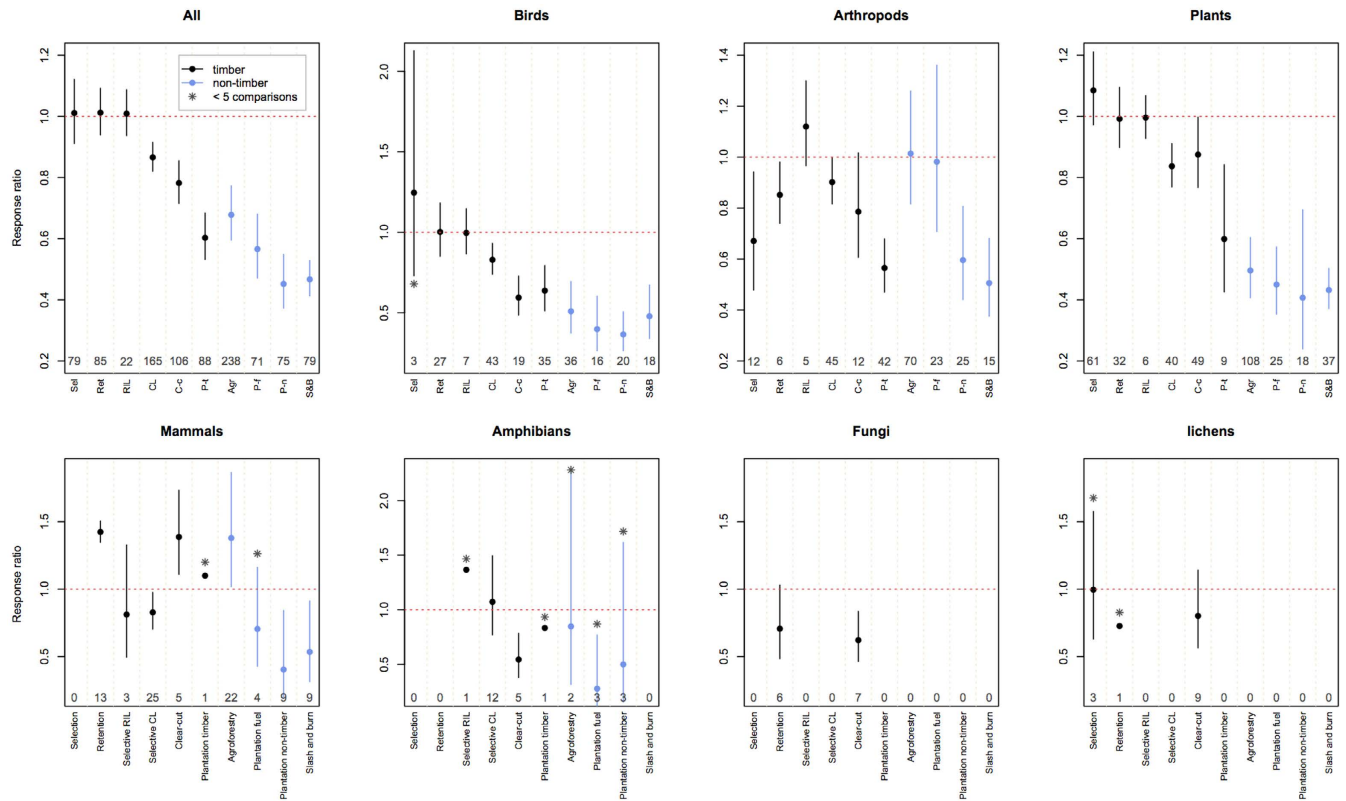 All
Birds
Arthropods
Plants
Response ratio
1.2
1.0
0.8
0.6
0.4
0.2
timber
non-timber
< 5 comparisons
79 85 22 165 106 88 238 71 75 79
Sel Ret RIL CL C-c P-t Agr P-f P-n S&B
2.0
1.5
1.0
0.5
3 27 7 43 19 35 36 16 20 18
Sel Ret RIL CL C-c P-t Agr P-f P-n S&B
1.4
1.2
1.0
0.8
0.6
0.4
0.2
12 6 5 45 12 42 70 23 25 15
Sel Ret RIL CL C-c P-t Agr P-f P-n S&B
1.2
1.0
0.8
0.6
0.4
0.2
61 32 6 40 49 9 108 25 18 37
Sel Ret RIL CL C-c P-t Agr P-f P-n S&B
Mammals
Amphibians
Fungi
lichens
Response ratio
1.5
1.0
0.5
0 13 3 25 5 1 22 4 9 9
Selection
Retention
Selective RIL
Selective CL
Clear-cut
Plantation timber
Agroforestry
Plantation fuel
Plantation non-timber
Slash and burn
2.0
1.5
1.0
0.5
0 0 1 12 5 1 2 3 3 0
Selection
Retention
Selective RIL
Selective CL
Clear-cut
Plantation timber
Agroforestry
Plantation fuel
Plantation non-timber
Slash and burn
1.5
1.0
0.5
0 6 0 0 7 0 0 0 0 0
Selection
Retention
Selective RIL
Selective CL
Clear-cut
Plantation timber
Agroforestry
Plantation fuel
Plantation non-timber
Slash and burn
1.5
1.0
0.5
3 1 0 0 9 0 0 0 0 0
Selection
Retention
Selective RIL
Selective CL
Clear-cut
Plantation timber
Agroforestry
Plantation fuel
Plantation non-timber
Slash and burn